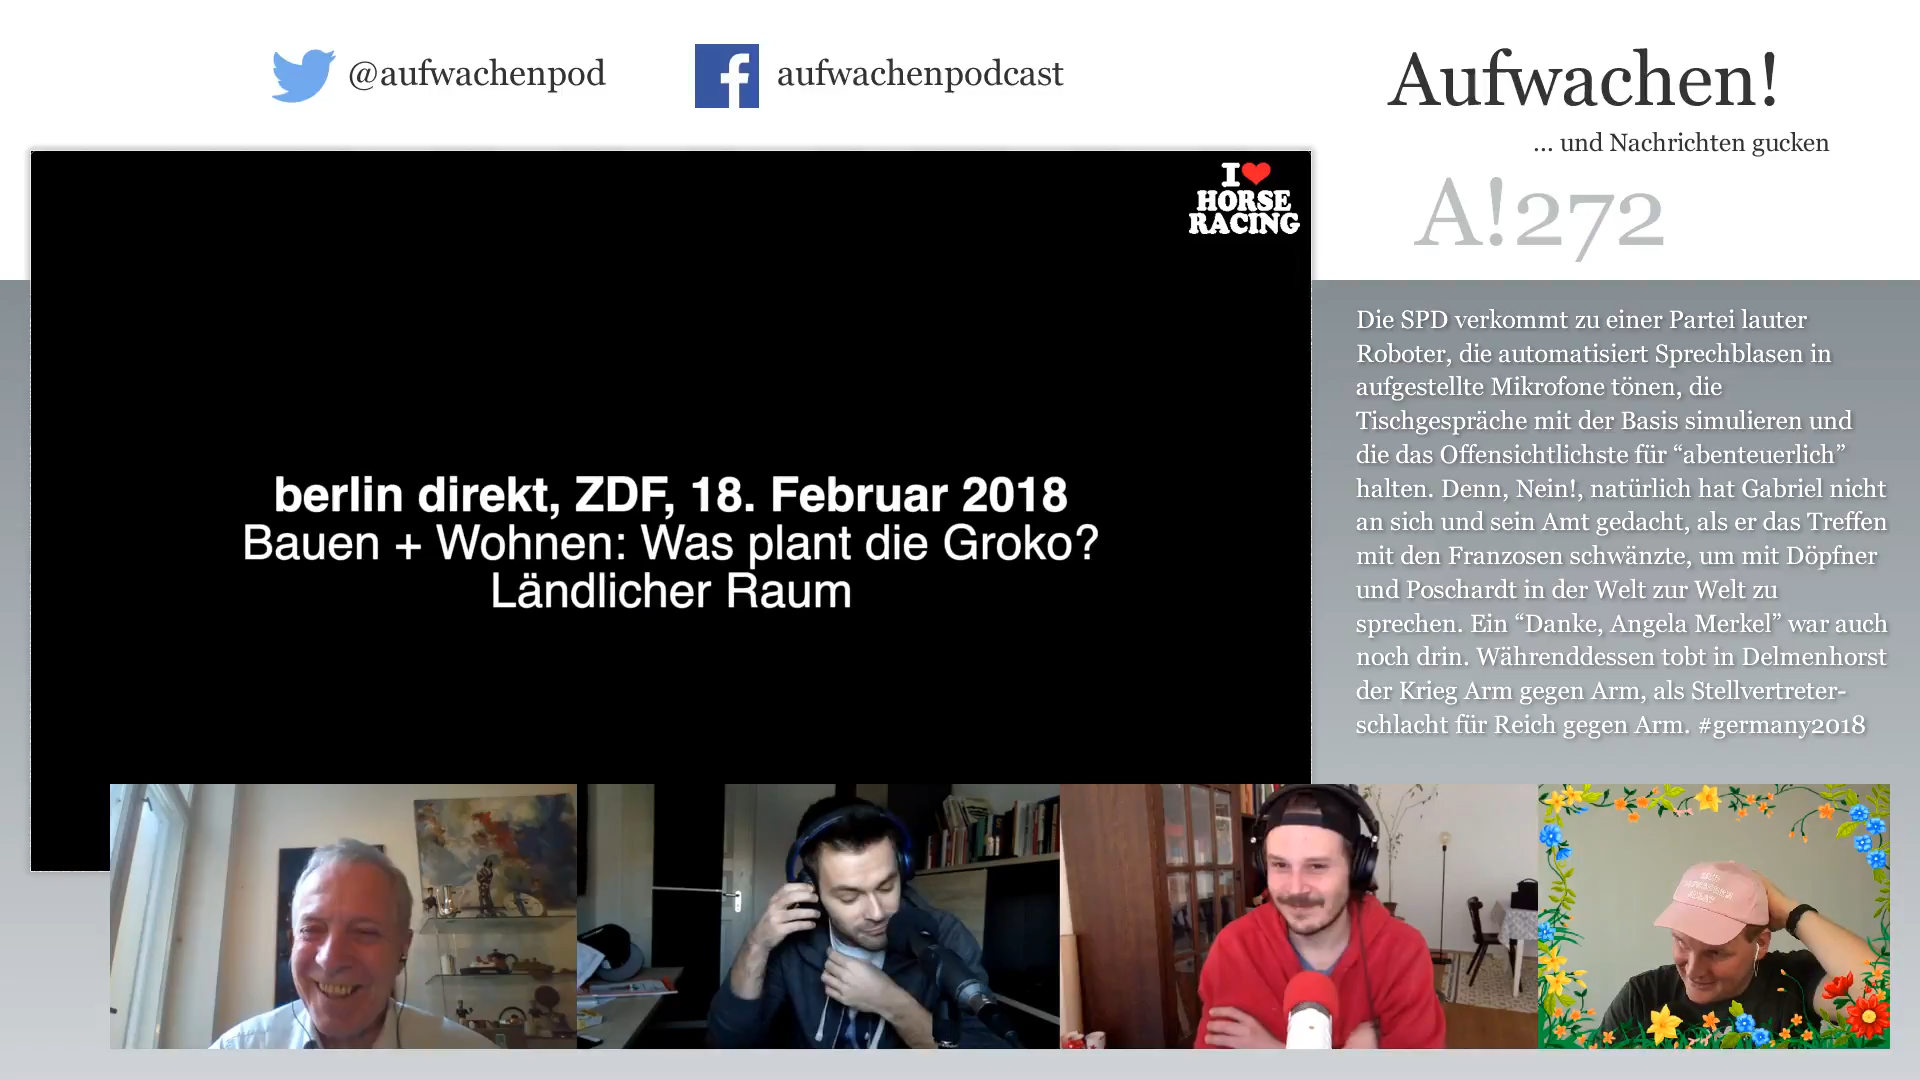 @aufwachenpod
aufwachenpodcast
Aufwachen!
... und Nachrichten gucken
A!272
I
HORSE
RACING
berlin direkt, ZDF, 18. Februar 2018
Bauen + Wohnen: Was plant die Groko?
Ländlicher Raum
Die SPD verkommt zu einer Partei lauter
Roboter, die automatisiert Sprechblasen in
aufgestellte Mikrofone tönen, die
Tischgespräche mit der Basis simulieren und
die das Offensichtlichste für “abenteuerlich”
halten. Denn, Nein!, natürlich hat Gabriel nicht
an sich und sein Amt gedacht, als er das Treffen
mit den Franzosen schwänzte, um mit Döpfner
und Poschardt in der Welt zur Welt zu
sprechen. Ein “Danke, Angela Merkel” war auch
noch drin. Währenddessen tobt in Delmenhorst
der Krieg Arm gegen Arm, als Stellvertreter-
schlacht für Reich gegen Arm. #germany2018